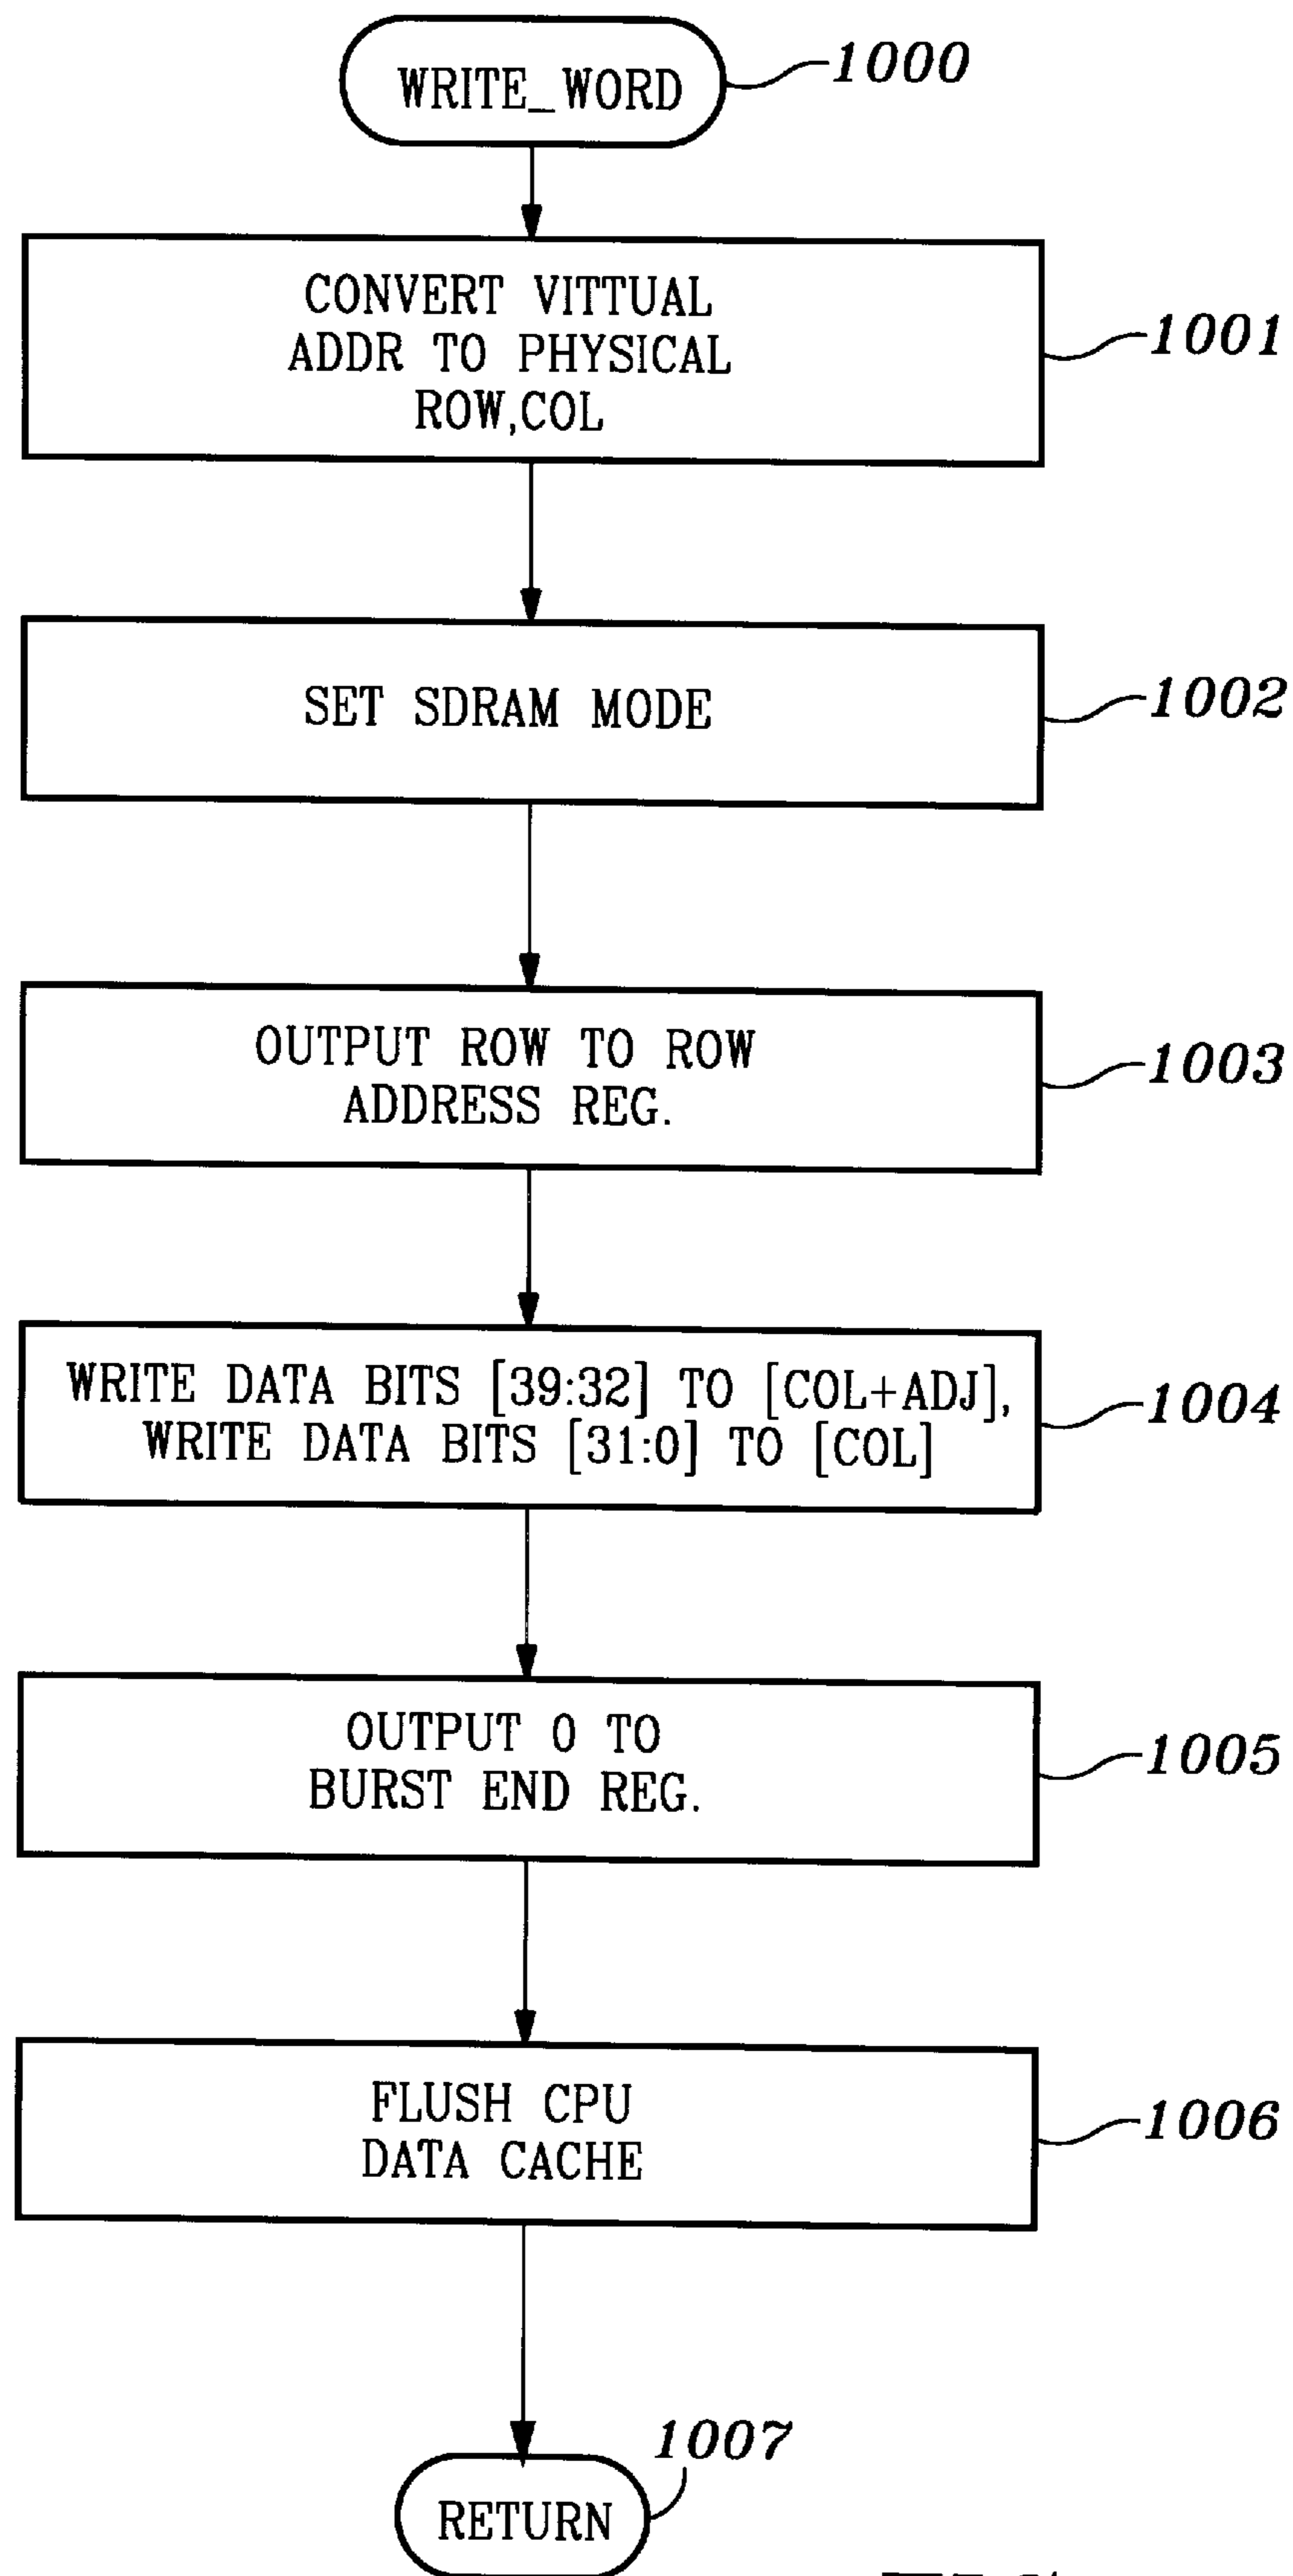 WRITE_WORD
1000
CONVERT VITTUAL
ADDR TO PHYSICAL
ROW,COL
1001
SET SDRAM MODE
1002
OUTPUT ROW TO ROW
ADDRESS REG.
1003
WRITE DATA BITS [39:32] TO [COL+ADJ],
WRITE DATA BITS [31:0] TO [COL]
1004
OUTPUT 0 TO
BURST END REG.
1005
FLUSH CPU
DATA CACHE
1006
1007
RETURN